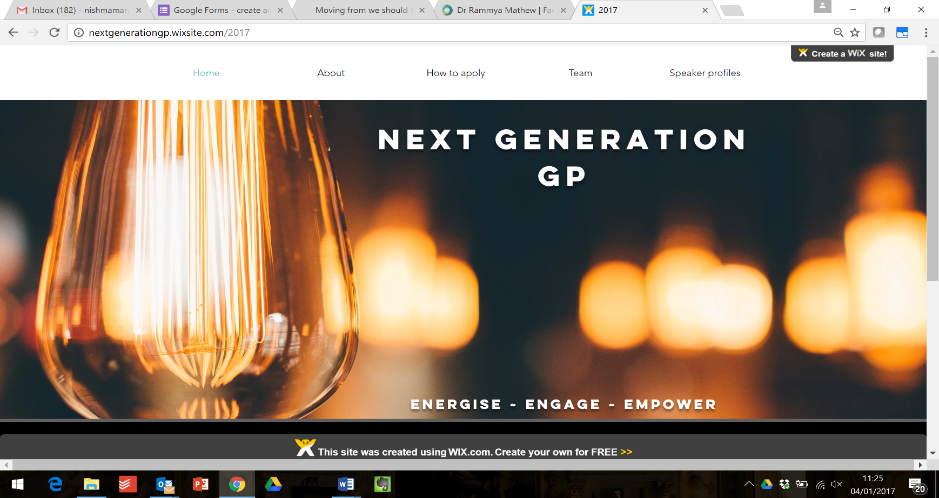 Inbox (182) - nishmaman
Google Forms - create a
Moving from we should
Dr Rammya Mathew | Fa
2017
nextgenerationgp.wixsite.com/2017
Create a WiX site!
Home
About
How to apply
Team
Speaker profiles
NEXT GENERATION
GP
ENERGISE - ENGAGE - EMPOWER
This site was created using WIX.com. Create your own for FREE >>
11:25
04/01/2017
20